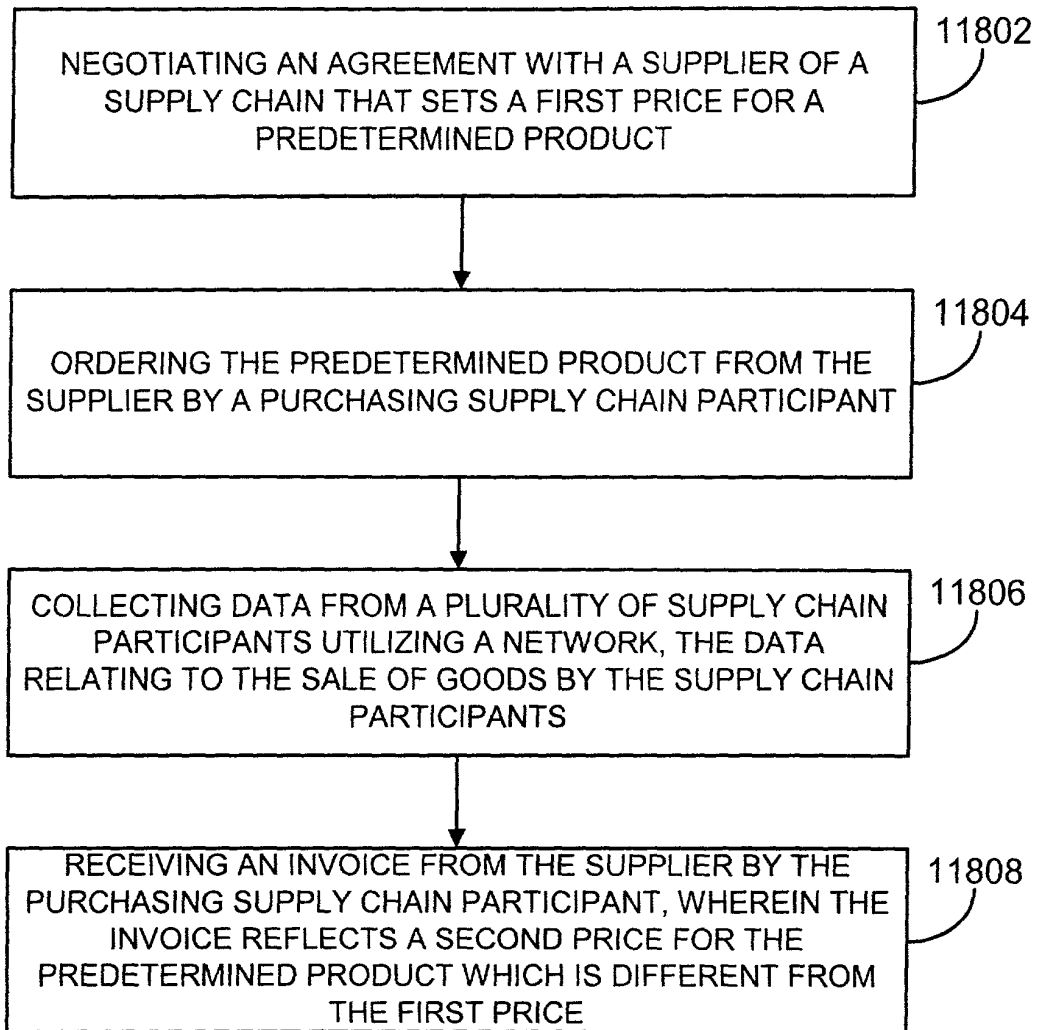 11802
NEGOTIATING AN AGREEMENT WITH A SUPPLIER OF A
SUPPLY CHAIN THAT SETS A FIRST PRICE FOR A
PREDETERMINED PRODUCT
11804
ORDERING THE PREDETERMINED PRODUCT FROM THE
SUPPLIER BY A PURCHASING SUPPLY CHAIN PARTICIPANT
11806
COLLECTING DATA FROM A PLURALITY OF SUPPLY CHAIN
PARTICIPANTS UTILIZING A NETWORK, THE DATA
RELATING TO THE SALE OF GOODS BY THE SUPPLY CHAIN
PARTICIPANTS
11808
RECEIVING AN INVOICE FROM THE SUPPLIER BY THE
PURCHASING SUPPLY CHAIN PARTICIPANT, WHEREIN THE
INVOICE REFLECTS A SECOND PRICE FOR THE
PREDETERMINED PRODUCT WHICH IS DIFFERENT FROM
THE FIRST PRICE